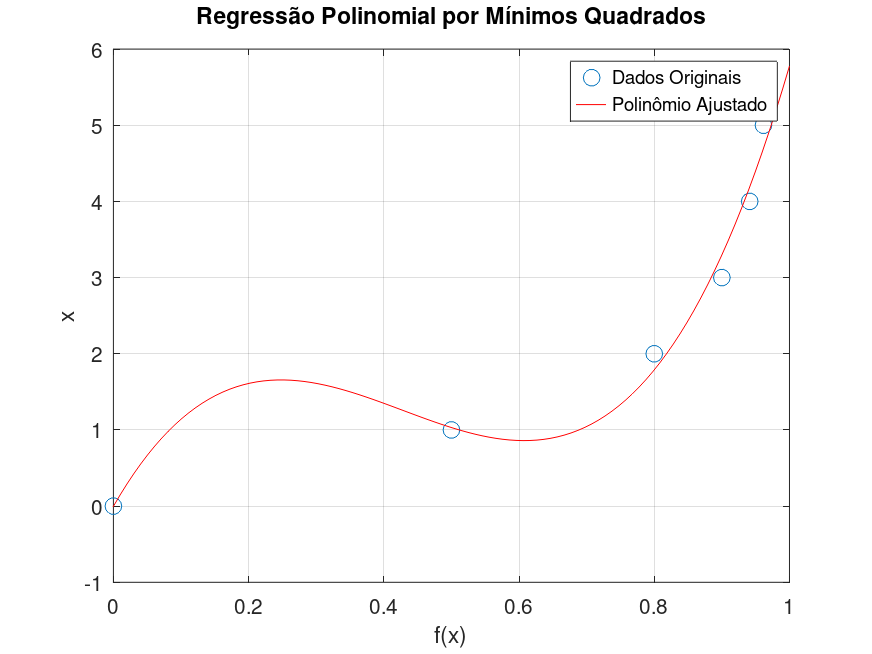 Regressão Polinomial por Mínimos Quadrados
Dados Originais
Polinômio Ajustado
6
5
4
3
2
1
0
-1
x
0 0.2 0.4 0.6 0.8 1
f(x)